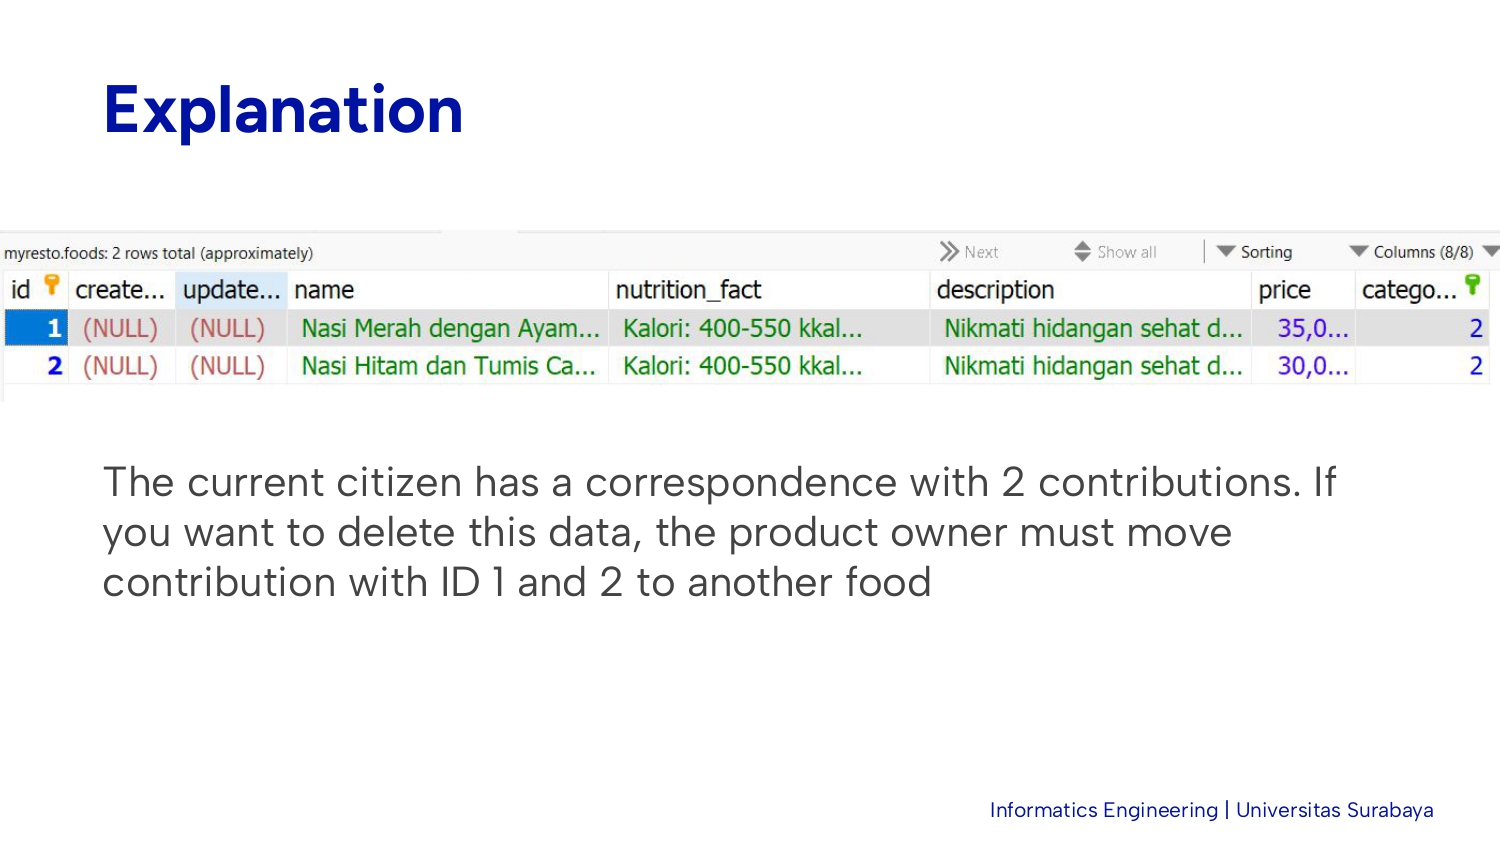 Explanation
myresto.foods: 2 rows total (approximately) Next Show all Sorting Columns (8/8)
id create... update... name nutrition_fact description price catego...
1 (NULL) (NULL) Nasi Merah dengan Ayam... Kalori: 400-550 kkal... Nikmati hidangan sehat d... 35,0... 2
2 (NULL) (NULL) Nasi Hitam dan Tumis Ca... Kalori: 400-550 kkal... Nikmati hidangan sehat d... 30,0... 2
The current citizen has a correspondence with 2 contributions. If
you want to delete this data, the product owner must move
contribution with ID 1 and 2 to another food
Informatics Engineering | Universitas Surabaya